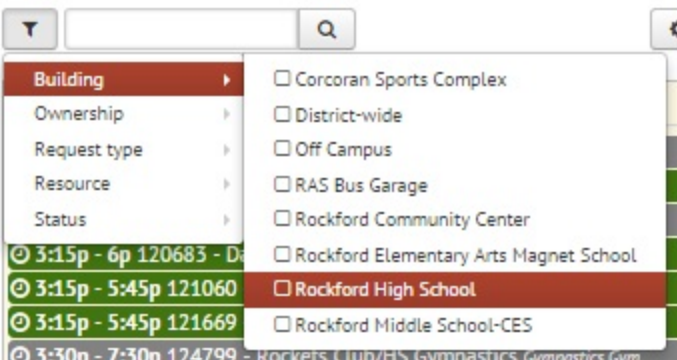 Building
Ownership
Request type
Resource
Status
Corcoran Sports Complex
District-wide
Off Campus
RAS Bus Garage
Rockford Community Center
Rockford Elementary Arts Magnet School
Rockford High School
Rockford Middle School-CES
3:15p - 6p 120683 - Da
3:15p - 5:45p 121060
3:15p - 5:45p 121669
3:30p - 7:30p 124799 - Rockets Club/HS Gymnastics Gymnastics Gym